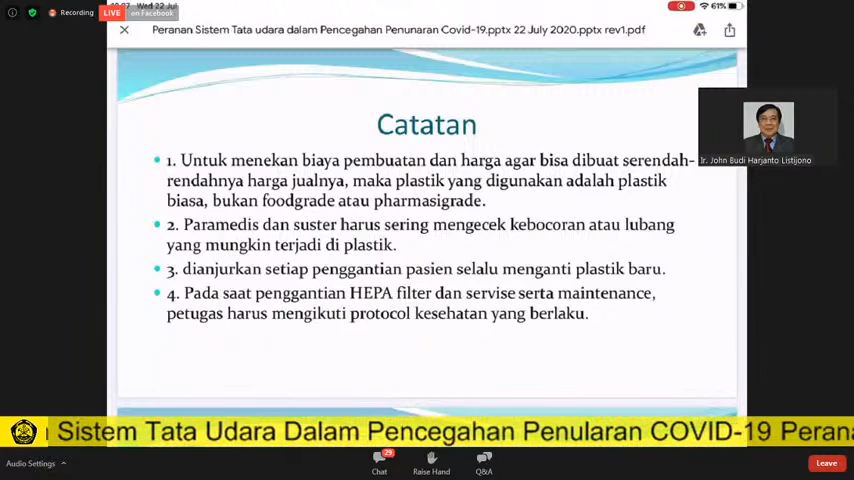 Wed 22 Jul
61%
Recording
LIVE
on Facebook
Peranan Sistem Tata udara dalam Pencegahan Penunaran Covid-19.pptx 22 July 2020.pptx rev1.pdf
Catatan
1. Untuk menekan biaya pembuatan dan harga agar bisa dibuat serendah-
rendahnya harga jualnya, maka plastik yang digunakan adalah plastik
biasa, bukan foodgrade atau pharmasigrade.
2. Paramedis dan suster harus sering mengecek kebocoran atau lubang
yang mungkin terjadi di plastik.
3. dianjurkan setiap penggantian pasien selalu menganti plastik baru.
4. Pada saat penggantian HEPA filter dan servise serta maintenance,
petugas harus mengikuti protocol kesehatan yang berlaku.
Ir. John Budi Harjanto Listijono
Sistem Tata Udara Dalam Pencegahan Penularan COVID-19 Perana
Audio Settings
29
Chat
Raise Hand
Q&A
Leave